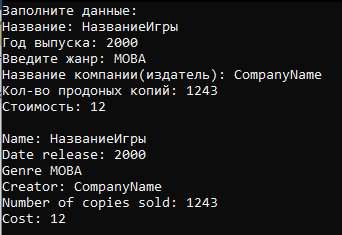 Заполните данные:
Название: НазваниеИгры
Год выпуска: 2000
Введите жанр: MOBA
Название компании(издатель): CompanyName
Кол-во продоных копий: 1243
Стоимость: 12
Name: НазваниеИгры
Date release: 2000
Genre MOBA
Creator: CompanyName
Number of copies sold: 1243
Cost: 12